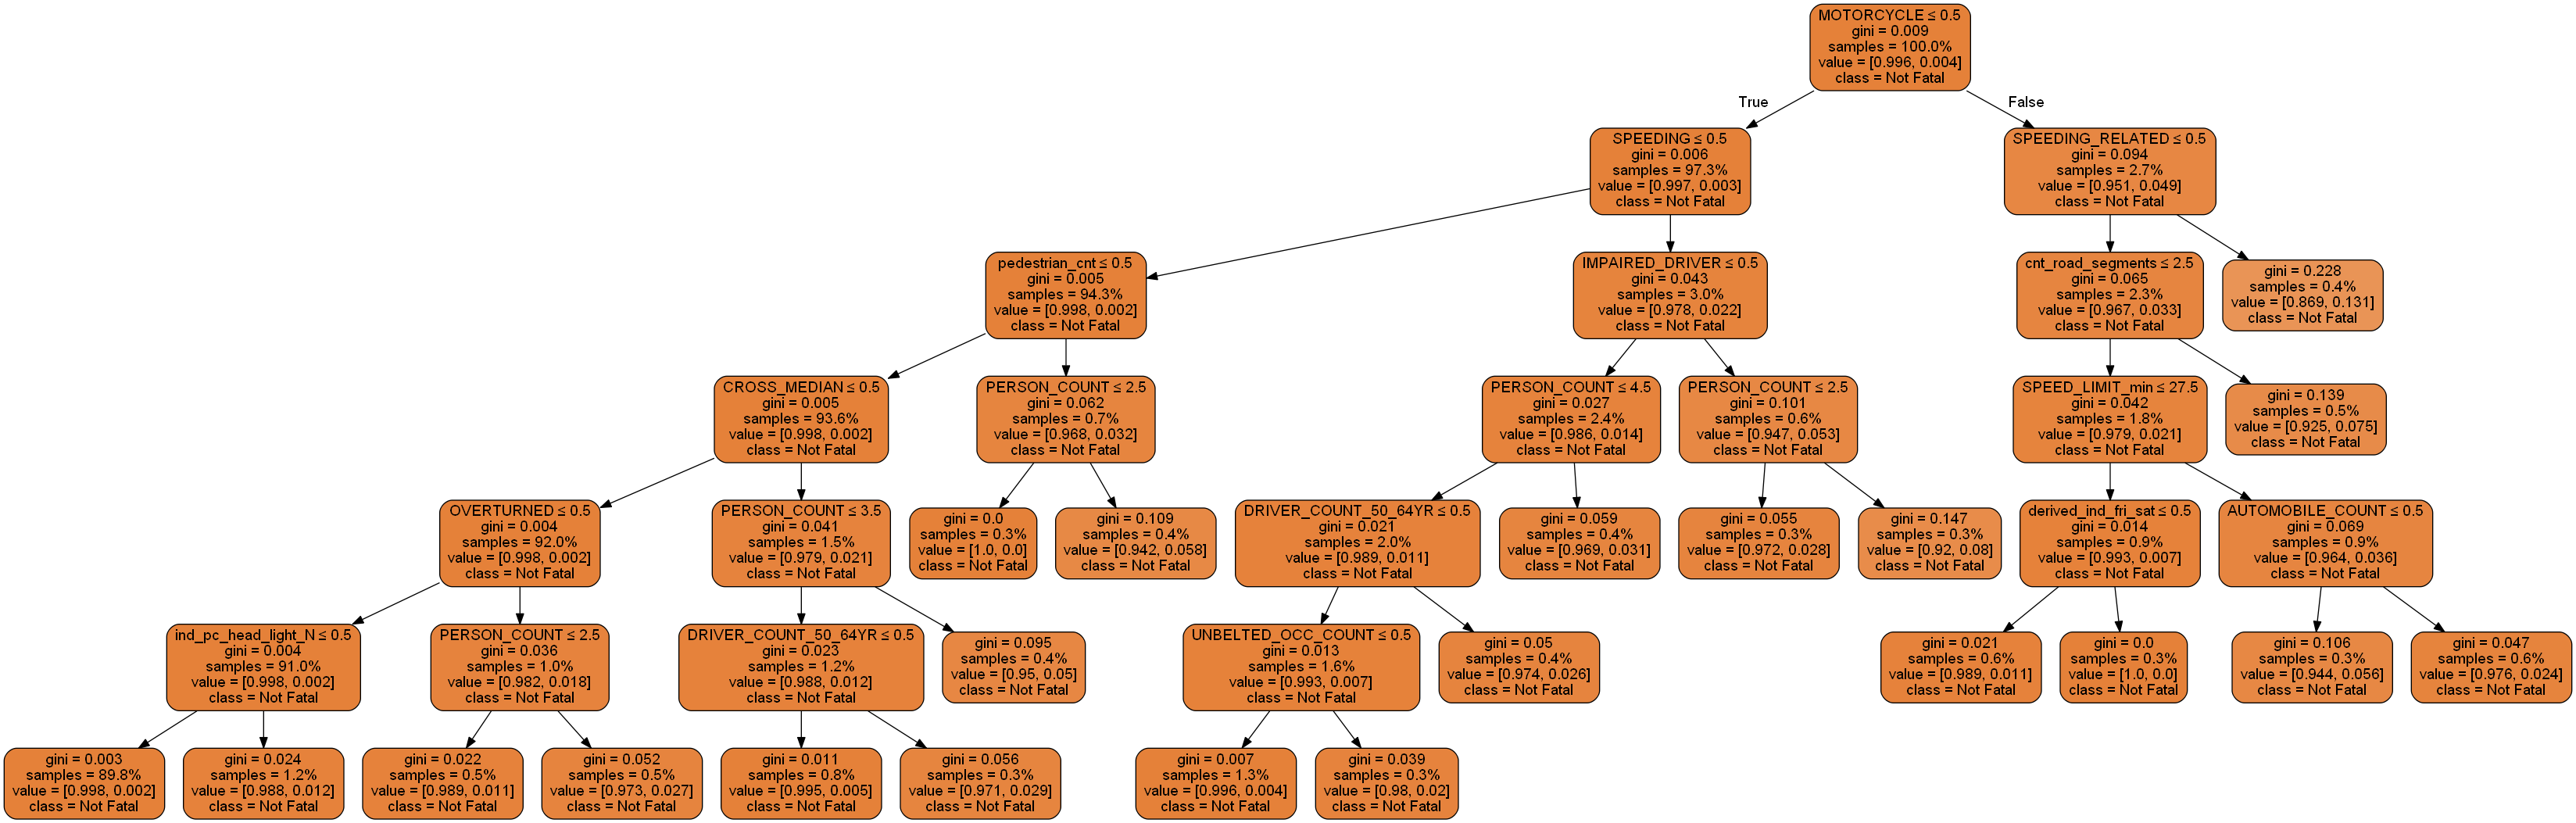 MOTORCYCLE ≤ 0.5
gini = 0.009
samples = 100.0%
value = [0.996, 0.004]
class = Not Fatal
True
False
SPEEDING ≤ 0.5
gini = 0.006
samples = 97.3%
value = [0.997, 0.003]
class = Not Fatal
SPEEDING_RELATED ≤ 0.5
gini = 0.094
samples = 2.7%
value = [0.951, 0.049]
class = Not Fatal
pedestrian_cnt ≤ 0.5
gini = 0.005
samples = 94.3%
value = [0.998, 0.002]
class = Not Fatal
IMPAIRED_DRIVER ≤ 0.5
gini = 0.043
samples = 3.0%
value = [0.978, 0.022]
class = Not Fatal
cnt_road_segments ≤ 2.5
gini = 0.065
samples = 2.3%
value = [0.967, 0.033]
class = Not Fatal
gini = 0.228
samples = 0.4%
value = [0.869, 0.131]
class = Not Fatal
CROSS_MEDIAN ≤ 0.5
gini = 0.005
samples = 93.6%
value = [0.998, 0.002]
class = Not Fatal
PERSON_COUNT ≤ 2.5
gini = 0.062
samples = 0.7%
value = [0.968, 0.032]
class = Not Fatal
PERSON_COUNT ≤ 4.5
gini = 0.027
samples = 2.4%
value = [0.986, 0.014]
class = Not Fatal
PERSON_COUNT ≤ 2.5
gini = 0.101
samples = 0.6%
value = [0.947, 0.053]
class = Not Fatal
SPEED_LIMIT_min ≤ 27.5
gini = 0.042
samples = 1.8%
value = [0.979, 0.021]
class = Not Fatal
gini = 0.139
samples = 0.5%
value = [0.925, 0.075]
class = Not Fatal
OVERTURNED ≤ 0.5
gini = 0.004
samples = 92.0%
value = [0.998, 0.002]
class = Not Fatal
PERSON_COUNT ≤ 3.5
gini = 0.041
samples = 1.5%
value = [0.979, 0.021]
class = Not Fatal
gini = 0.0
samples = 0.3%
value = [1.0, 0.0]
class = Not Fatal
gini = 0.109
samples = 0.4%
value = [0.942, 0.058]
class = Not Fatal
DRIVER_COUNT_50_64YR ≤ 0.5
gini = 0.021
samples = 2.0%
value = [0.989, 0.011]
class = Not Fatal
gini = 0.059
samples = 0.4%
value = [0.969, 0.031]
class = Not Fatal
gini = 0.055
samples = 0.3%
value = [0.972, 0.028]
class = Not Fatal
gini = 0.147
samples = 0.3%
value = [0.92, 0.08]
class = Not Fatal
derived_ind_fri_sat ≤ 0.5
gini = 0.014
samples = 0.9%
value = [0.993, 0.007]
class = Not Fatal
AUTOMOBILE_COUNT ≤ 0.5
gini = 0.069
samples = 0.9%
value = [0.964, 0.036]
class = Not Fatal
ind_pc_head_light_N ≤ 0.5
gini = 0.004
samples = 91.0%
value = [0.998, 0.002]
class = Not Fatal
PERSON_COUNT ≤ 2.5
gini = 0.036
samples = 1.0%
value = [0.982, 0.018]
class = Not Fatal
DRIVER_COUNT_50_64YR ≤ 0.5
gini = 0.023
samples = 1.2%
value = [0.988, 0.012]
class = Not Fatal
gini = 0.095
samples = 0.4%
value = [0.95, 0.05]
class = Not Fatal
UNBELTED_OCC_COUNT ≤ 0.5
gini = 0.013
samples = 1.6%
value = [0.993, 0.007]
class = Not Fatal
gini = 0.05
samples = 0.4%
value = [0.974, 0.026]
class = Not Fatal
gini = 0.021
samples = 0.6%
value = [0.989, 0.011]
class = Not Fatal
gini = 0.0
samples = 0.3%
value = [1.0, 0.0]
class = Not Fatal
gini = 0.106
samples = 0.3%
value = [0.944, 0.056]
class = Not Fatal
gini = 0.047
samples = 0.6%
value = [0.976, 0.024]
class = Not Fatal
gini = 0.003
samples = 89.8%
value = [0.998, 0.002]
class = Not Fatal
gini = 0.024
samples = 1.2%
value = [0.988, 0.012]
class = Not Fatal
gini = 0.022
samples = 0.5%
value = [0.989, 0.011]
class = Not Fatal
gini = 0.052
samples = 0.5%
value = [0.973, 0.027]
class = Not Fatal
gini = 0.011
samples = 0.8%
value = [0.995, 0.005]
class = Not Fatal
gini = 0.056
samples = 0.3%
value = [0.971, 0.029]
class = Not Fatal
gini = 0.007
samples = 1.3%
value = [0.996, 0.004]
class = Not Fatal
gini = 0.039
samples = 0.3%
value = [0.98, 0.02]
class = Not Fatal